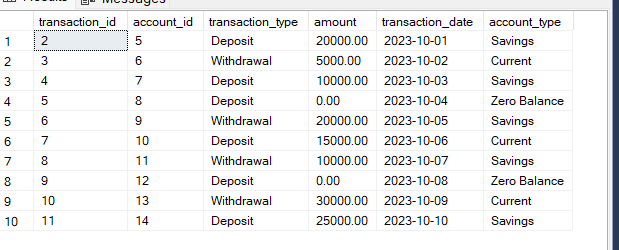 Messages
transaction_id account_id transaction_type amount transaction_date account_type
1 2 5 Deposit 20000.00 2023-10-01 Savings
2 3 6 Withdrawal 5000.00 2023-10-02 Current
3 4 7 Deposit 10000.00 2023-10-03 Savings
4 5 8 Deposit 0.00 2023-10-04 Zero Balance
5 6 9 Withdrawal 20000.00 2023-10-05 Savings
6 7 10 Deposit 15000.00 2023-10-06 Current
7 8 11 Withdrawal 10000.00 2023-10-07 Savings
8 9 12 Deposit 0.00 2023-10-08 Zero Balance
9 10 13 Withdrawal 30000.00 2023-10-09 Current
10 11 14 Deposit 25000.00 2023-10-10 Savings